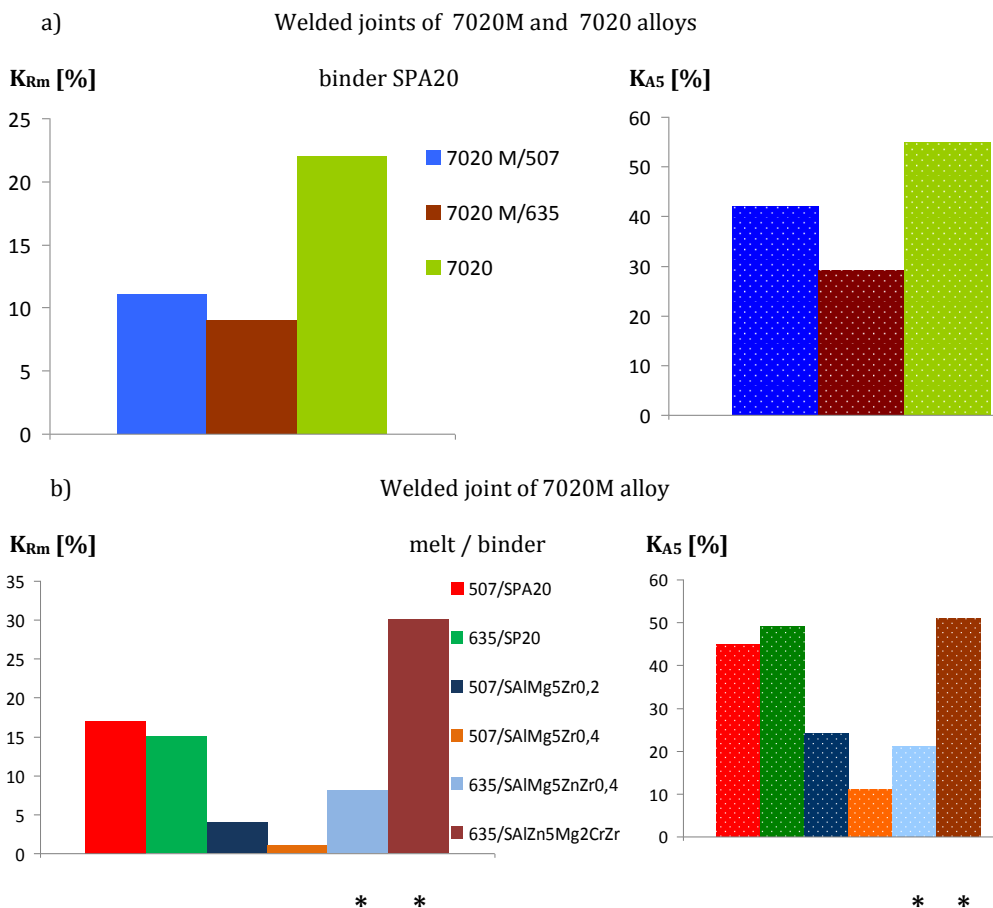 a) Welded joints of 7020M and 7020 alloys
KRm [%] binder SPA20 KA5 [%]
25
20
15
10
5
0
7020 M/507
7020 M/635
7020
60
50
40
30
20
10
0
b) Welded joint of 7020M alloy
KRm [%] melt / binder KA5 [%]
35
30
25
20
15
10
5
0
507/SPA20
635/SP20
507/SAlMg5Zr0,2
507/SAlMg5Zr0,4
635/SAlMg5ZnZr0,4
635/SAlZn5Mg2CrZr
60
50
40
30
20
10
0
* * * *